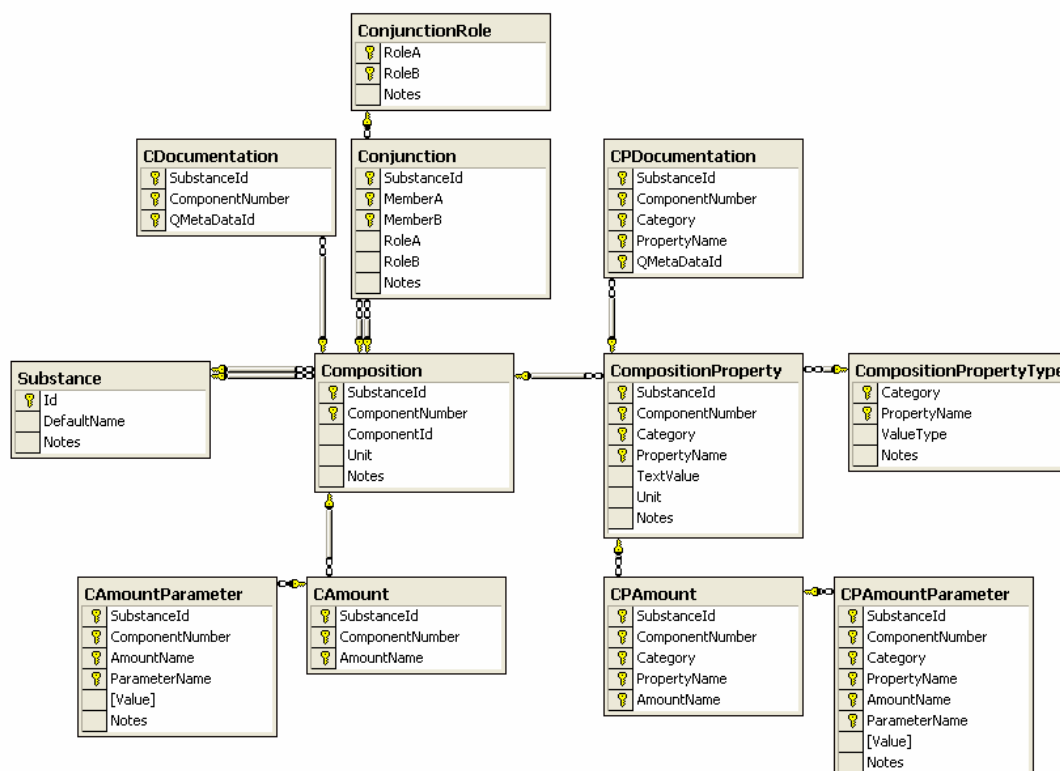 ConjunctionRole
RoleA
RoleB
Notes
CDocumentation
SubstanceId
ComponentNumber
QMetaDataId
Conjunction
SubstanceId
MemberA
MemberB
RoleA
RoleB
Notes
CPDocumentation
SubstanceId
ComponentNumber
Category
PropertyName
QMetaDataId
Substance
Id
DefaultName
Notes
Composition
SubstanceId
ComponentNumber
ComponentId
Unit
Notes
CompositionProperty
SubstanceId
ComponentNumber
Category
PropertyName
TextValue
Unit
Notes
CompositionPropertyType
Category
PropertyName
ValueType
Notes
CAmountParameter
SubstanceId
ComponentNumber
AmountName
ParameterName
[Value]
Notes
CAmount
SubstanceId
ComponentNumber
AmountName
CPAmount
SubstanceId
ComponentNumber
Category
PropertyName
AmountName
CPAmountParameter
SubstanceId
ComponentNumber
Category
PropertyName
AmountName
ParameterName
[Value]
Notes